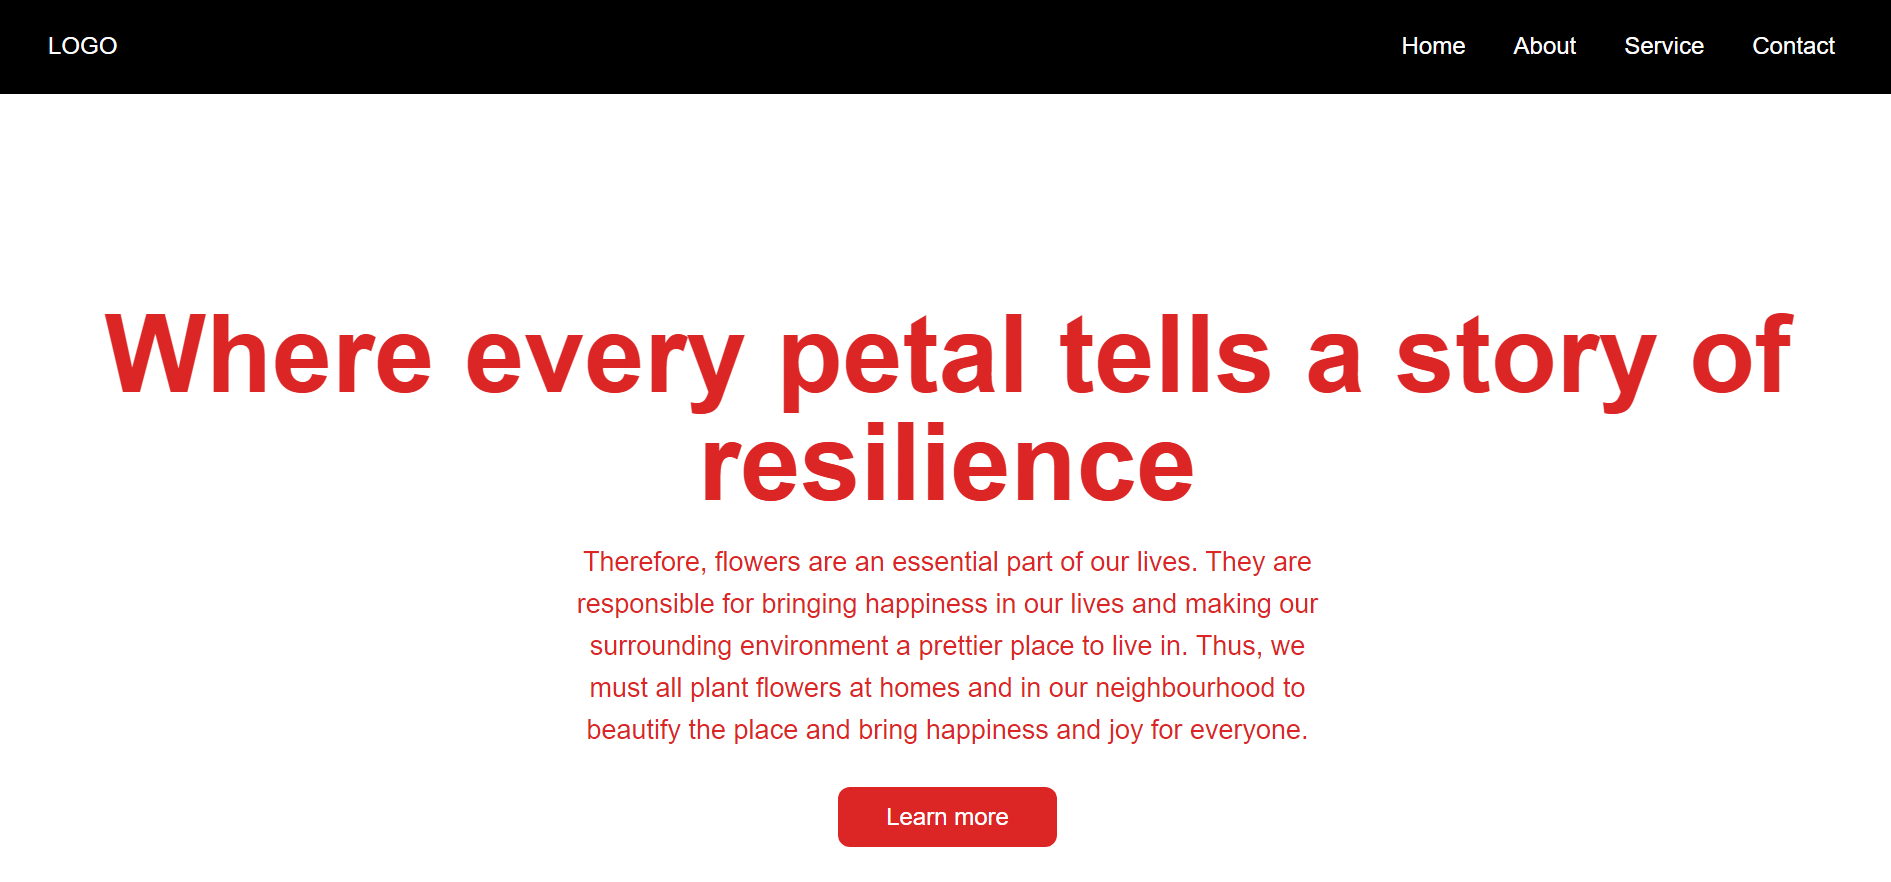 LOGO
Home About Service Contact
Where every petal tells a story of
resilience
Therefore, flowers are an essential part of our lives. They are
responsible for bringing happiness in our lives and making our
surrounding environment a prettier place to live in. Thus, we
must all plant flowers at homes and in our neighbourhood to
beautify the place and bring happiness and joy for everyone.
Learn more